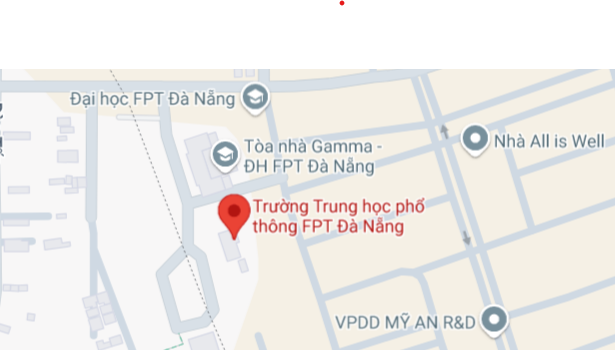 Đại học FPT Đà Nẵng
Tòa nhà Gamma -
ĐH FPT Đà Nẵng
Nhà All is Well
Trường Trung học phổ
thông FPT Đà Nẵng
VPDD MỸ AN R&D